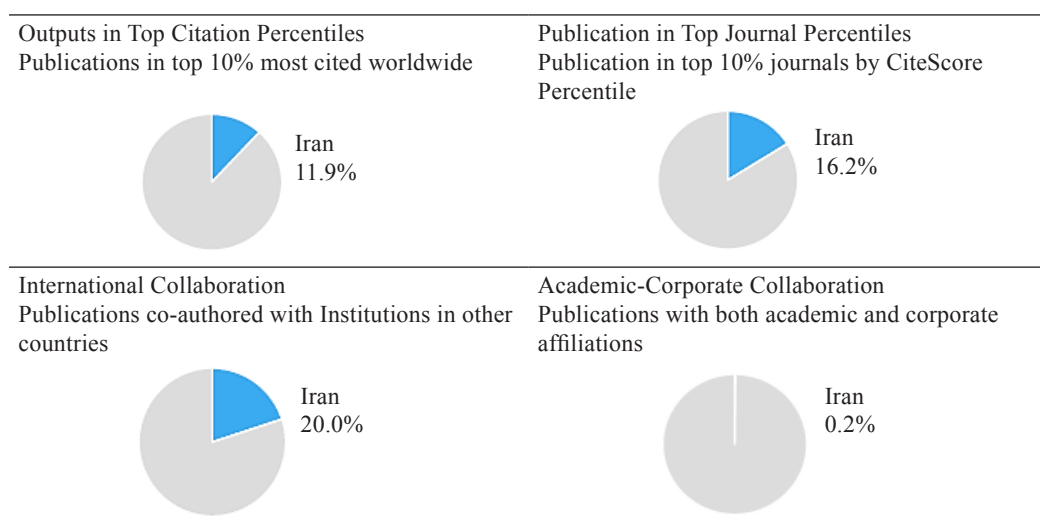 Outputs in Top Citation Percentiles
Publications in top 10% most cited worldwide
Iran
11.9%
Publication in Top Journal Percentiles
Publication in top 10% journals by CiteScore
Percentile
Iran
16.2%
International Collaboration
Publications co-authored with Institutions in other
countries
Iran
20.0%
Academic-Corporate Collaboration
Publications with both academic and corporate
affiliations
Iran
0.2%